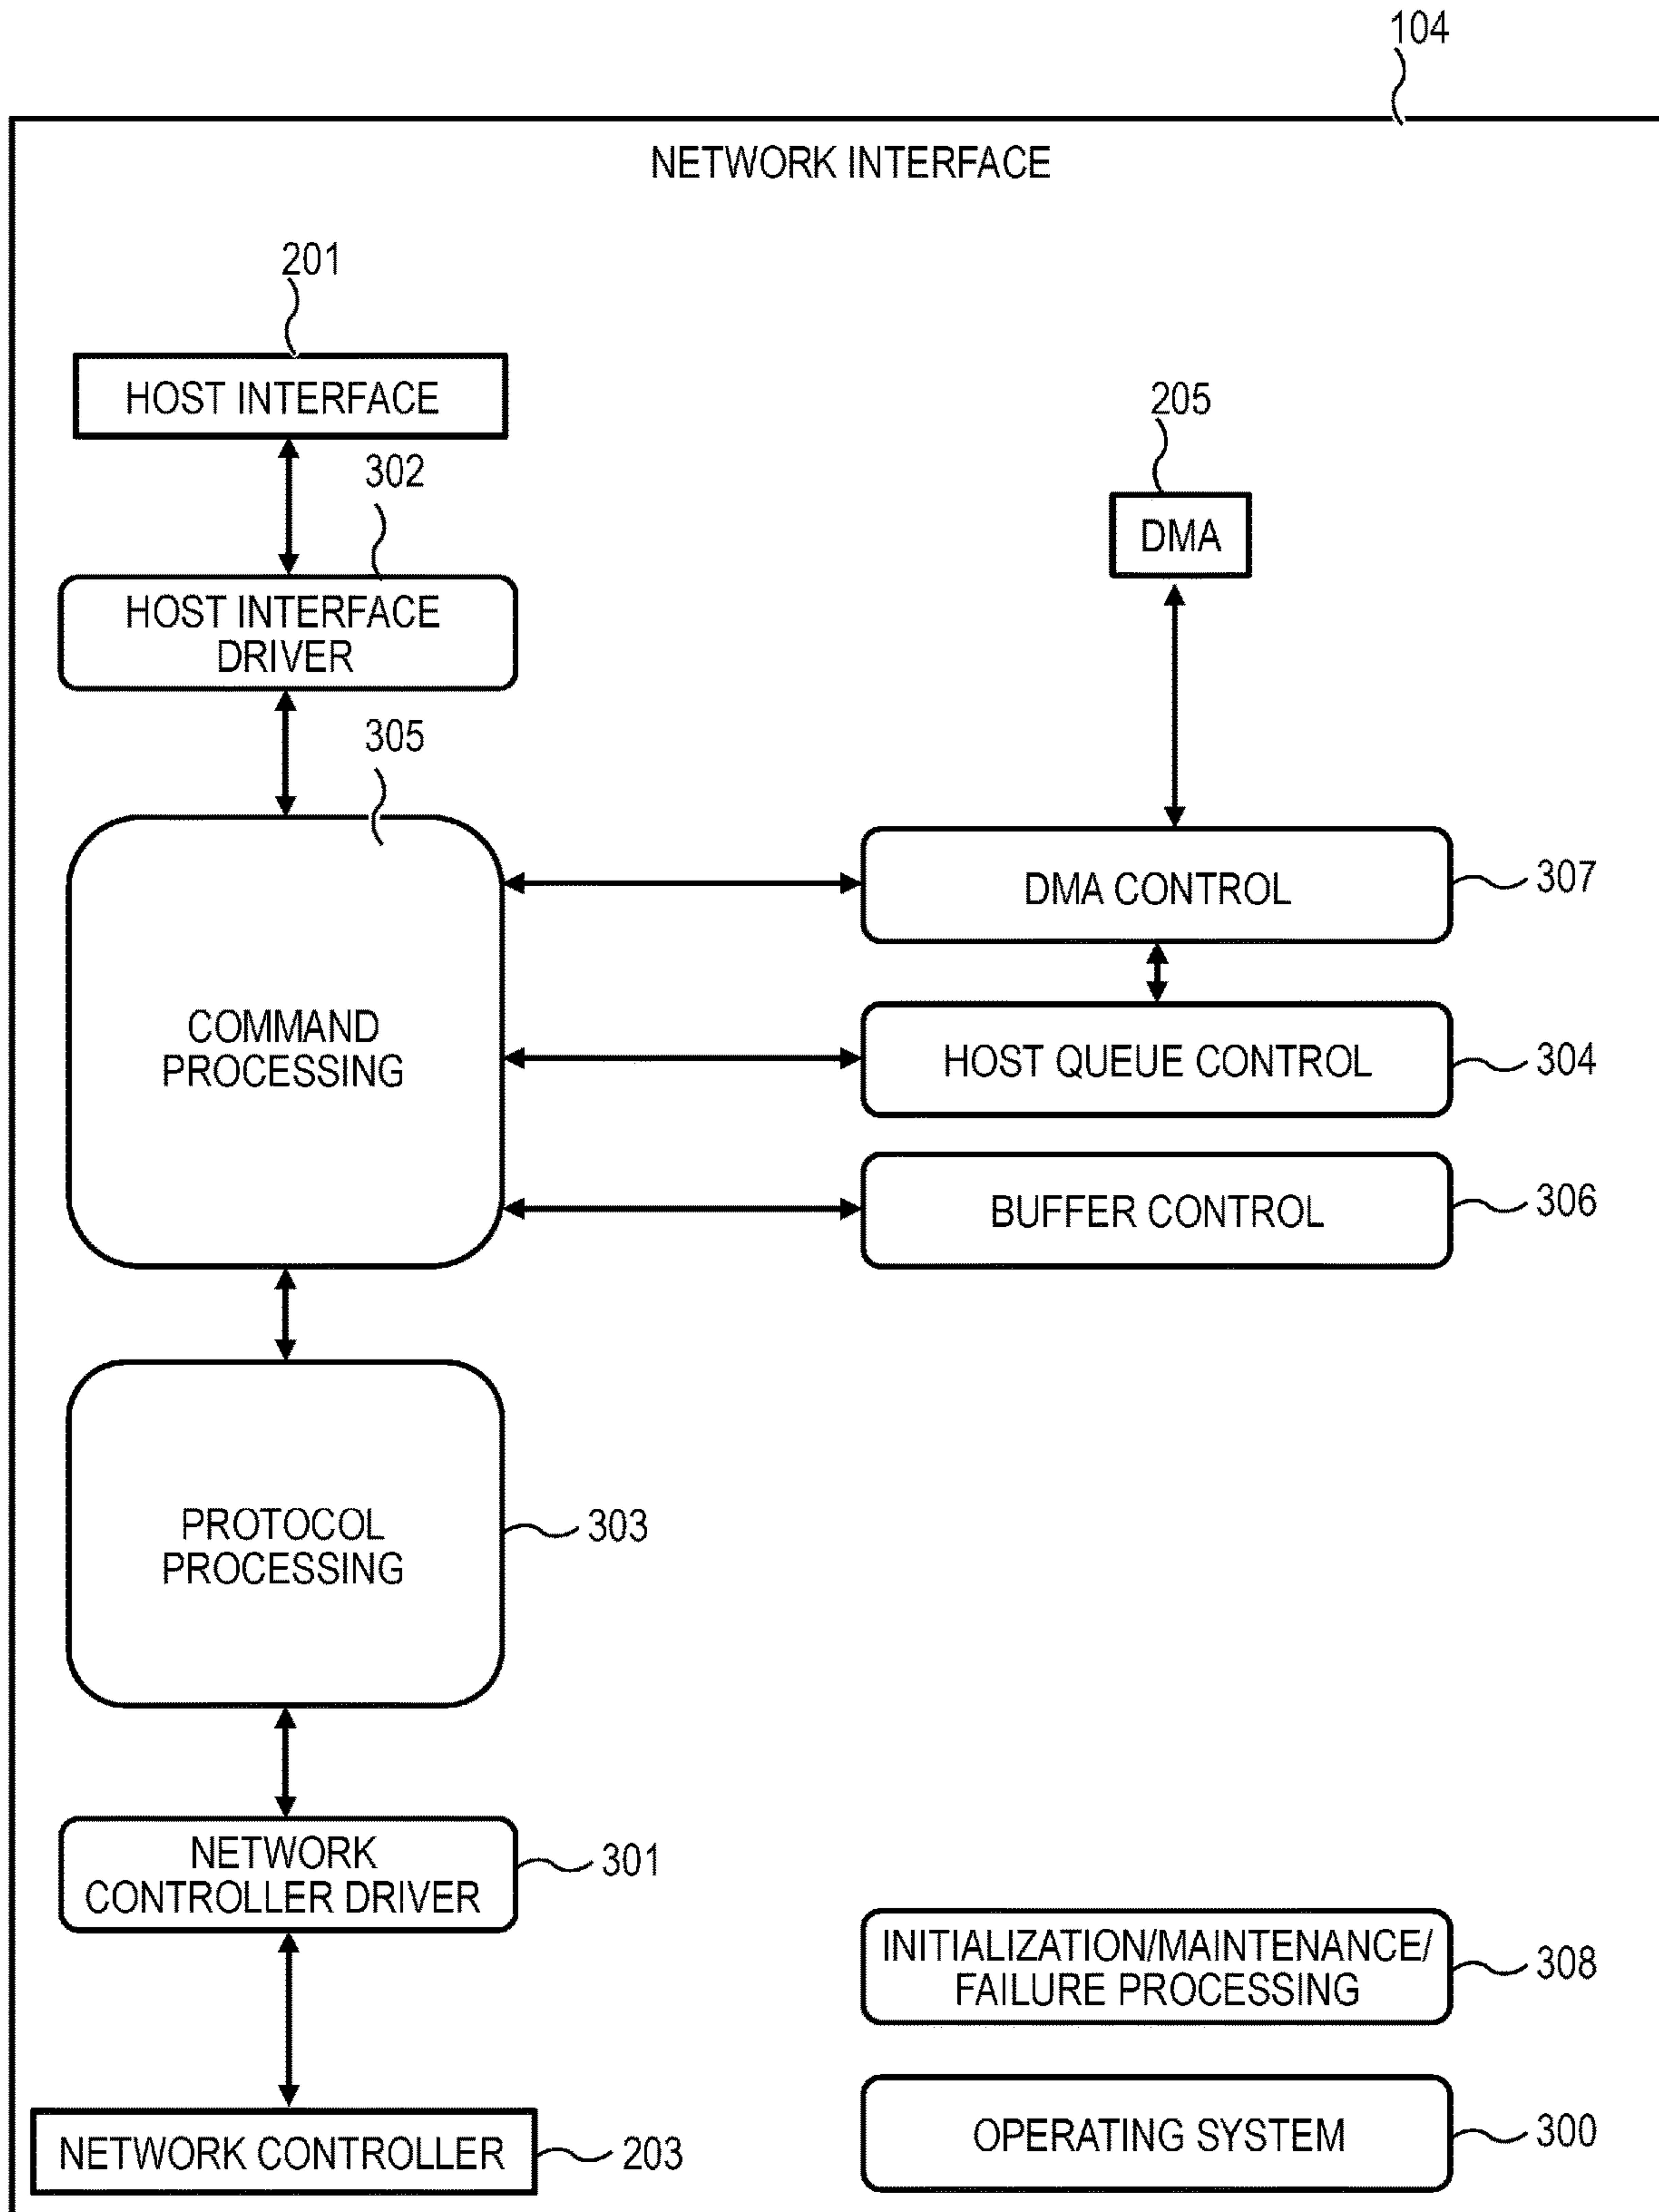 104
NETWORK INTERFACE
201
HOST INTERFACE
302
HOST INTERFACE
DRIVER
205
DMA
305
COMMAND
PROCESSING
DMA CONTROL
307
HOST QUEUE CONTROL
304
BUFFER CONTROL
306
PROTOCOL
PROCESSING
303
NETWORK
CONTROLLER DRIVER
301
INITIALIZATION/MAINTENANCE/
FAILURE PROCESSING
308
NETWORK CONTROLLER
203
OPERATING SYSTEM
300